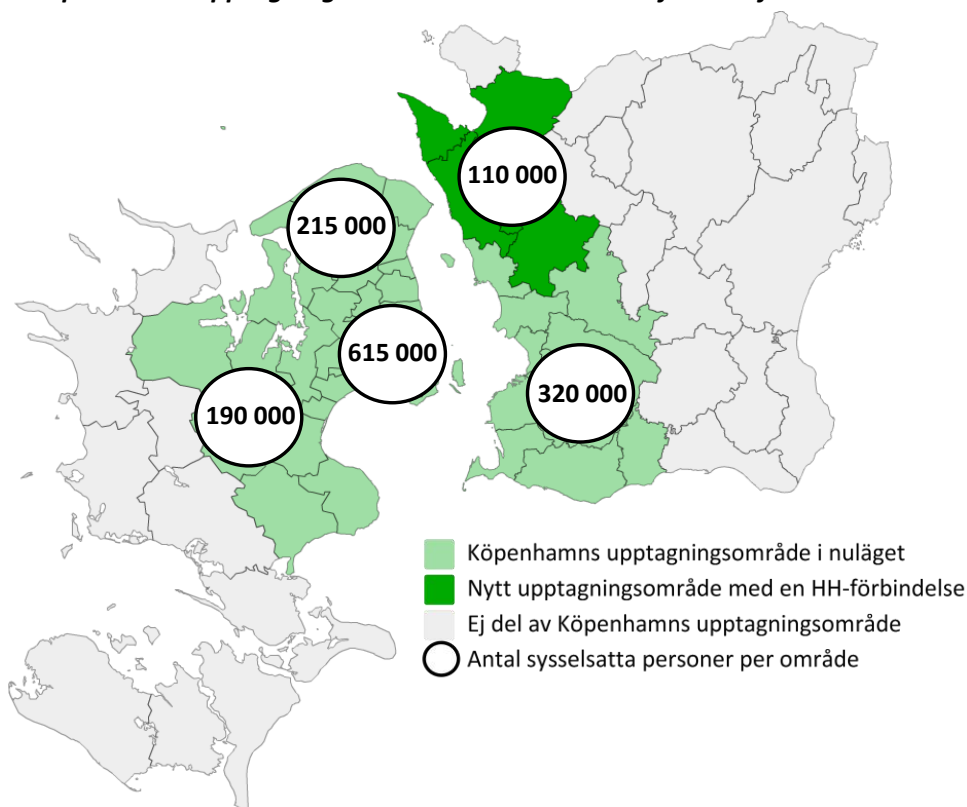 110 000
215 000
615 000
320 000
190 000
Köpenhamns upptagningsområde i nuläget
Nytt upptagningsområde med en HH-förbindelse
Ej del av Köpenhamns upptagningsområde
Antal sysselsatta personer per område